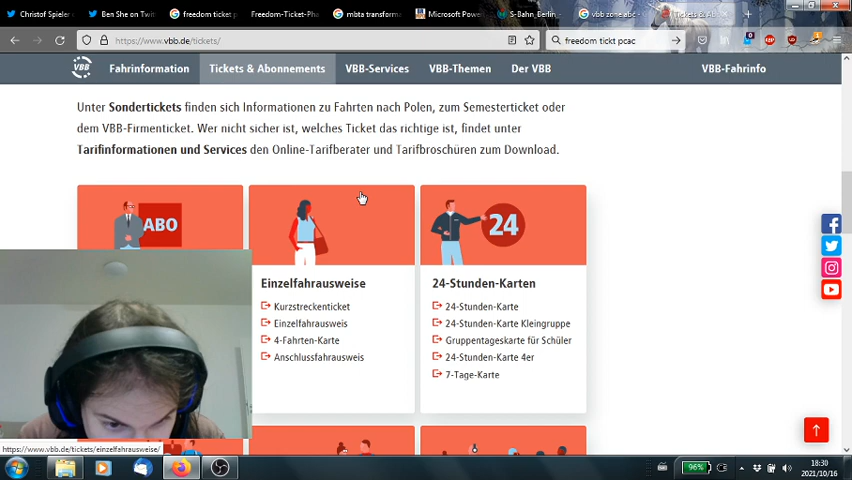 Christof Spieler
Ben She on Twit
freedom ticket p
Freedom-Ticket-Pha
mbta transforma
Microsoft Power
S-Bahn_Berlin_
vbb zone abc -
Tickets & Ab
https://www.vbb.de/tickets/
freedom tickt pcac
VBB
Fahrinformation
Tickets & Abonnements
VBB-Services
VBB-Themen
Der VBB
VBB-Fahrinfo
Unter Sondertickets finden sich Informationen zu Fahrten nach Polen, zum Semesterticket oder
dem VBB-Firmenticket. Wer nicht sicher ist, welches Ticket das richtige ist, findet unter
Tarifinformationen und Services den Online-Tarifberater und Tarifbroschüren zum Download.
ABO
24
Einzelfahrausweise
Kurzstreckenticket
Einzelfahrausweis
4-Fahrten-Karte
Anschlussfahrausweis
24-Stunden-Karten
24-Stunden-Karte
24-Stunden-Karte Kleingruppe
Gruppentageskarte für Schüler
24-Stunden-Karte 4er
7-Tage-Karte
https://www.vbb.de/tickets/einzelfahrausweise/
96%
18:30
2021/10/16